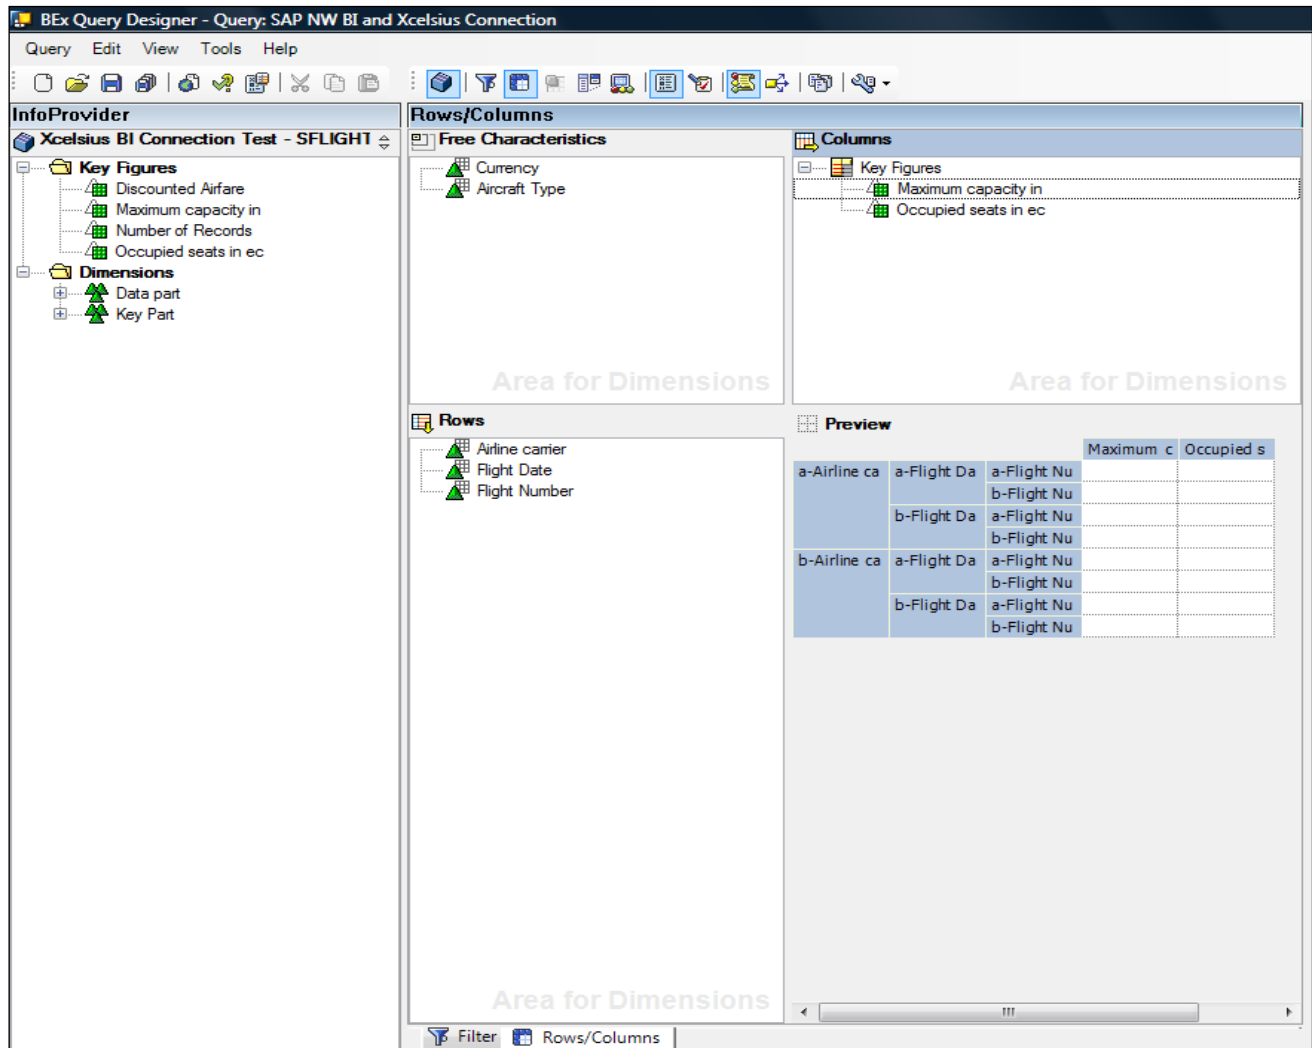 BEx Query Designer - Query: SAP NW BI and Xcelsius Connection
Query Edit View Tools Help
InfoProvider
Xcelsius BI Connection Test - SFLIGHT
Key Figures
Discounted Airfare
Maximum capacity in
Number of Records
Occupied seats in ec
Dimensions
Data part
Key Part
Rows/Columns
Free Characteristics
Currency
Aircraft Type
Area for Dimensions
Columns
Key Figures
Maximum capacity in
Occupied seats in ec
Area for Dimensions
Rows
Airline carrier
Flight Date
Flight Number
Area for Dimensions
Preview
Maximum c Occupied s
a-Airline ca a-Flight Da a-Flight Nu
b-Flight Nu
b-Flight Da a-Flight Nu
b-Flight Nu
b-Airline ca a-Flight Da a-Flight Nu
b-Flight Nu
b-Flight Da a-Flight Nu
b-Flight Nu
Filter Rows/Columns